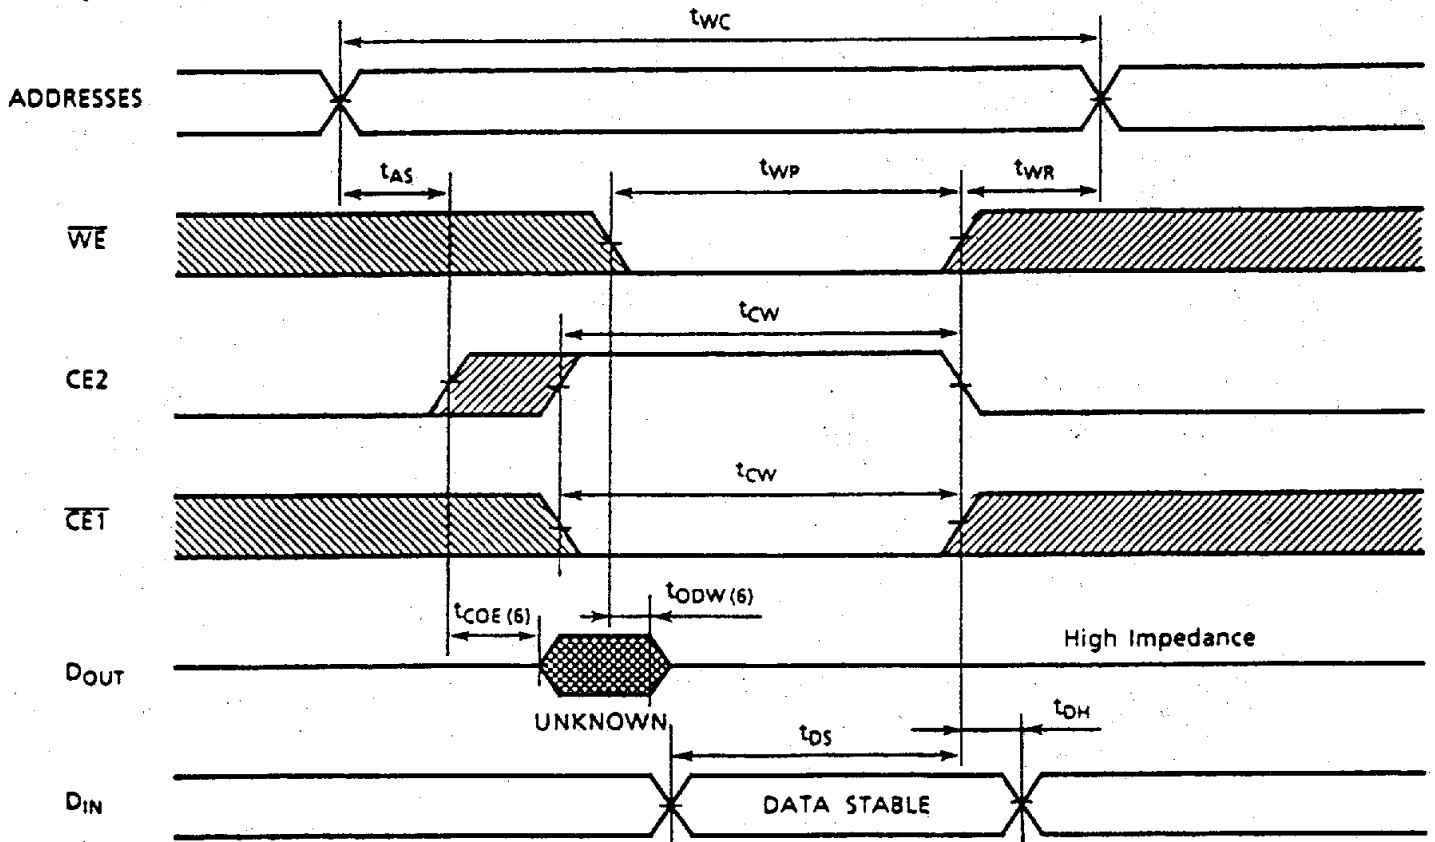 tWC
ADDRESSES
tAS
tWP
tWR
WE
tCW
CE2
tCW
CE1
tODW (6)
tCOE (6)
High Impedance
DOUT
UNKNOWN
tDH
tDS
DIN
DATA STABLE